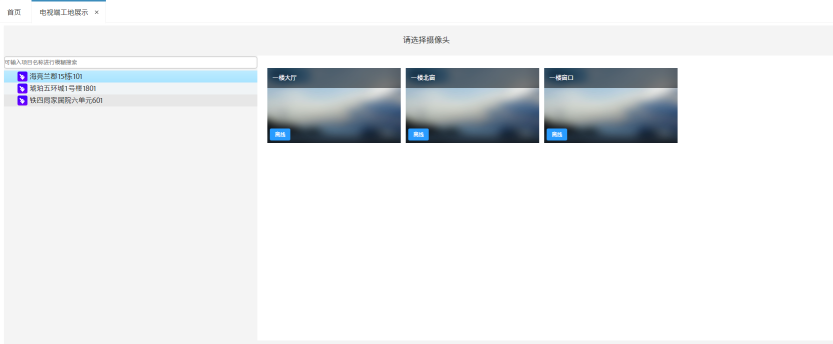 首页 电视端工地展示 ×
请选择摄像头
可输入项目名称进行模糊搜索
海亮兰郡15栋101
琥珀五环城1号楼1801
铁四局家属院六单元601
一楼大厅
离线
一楼北面
离线
一楼窗口
离线